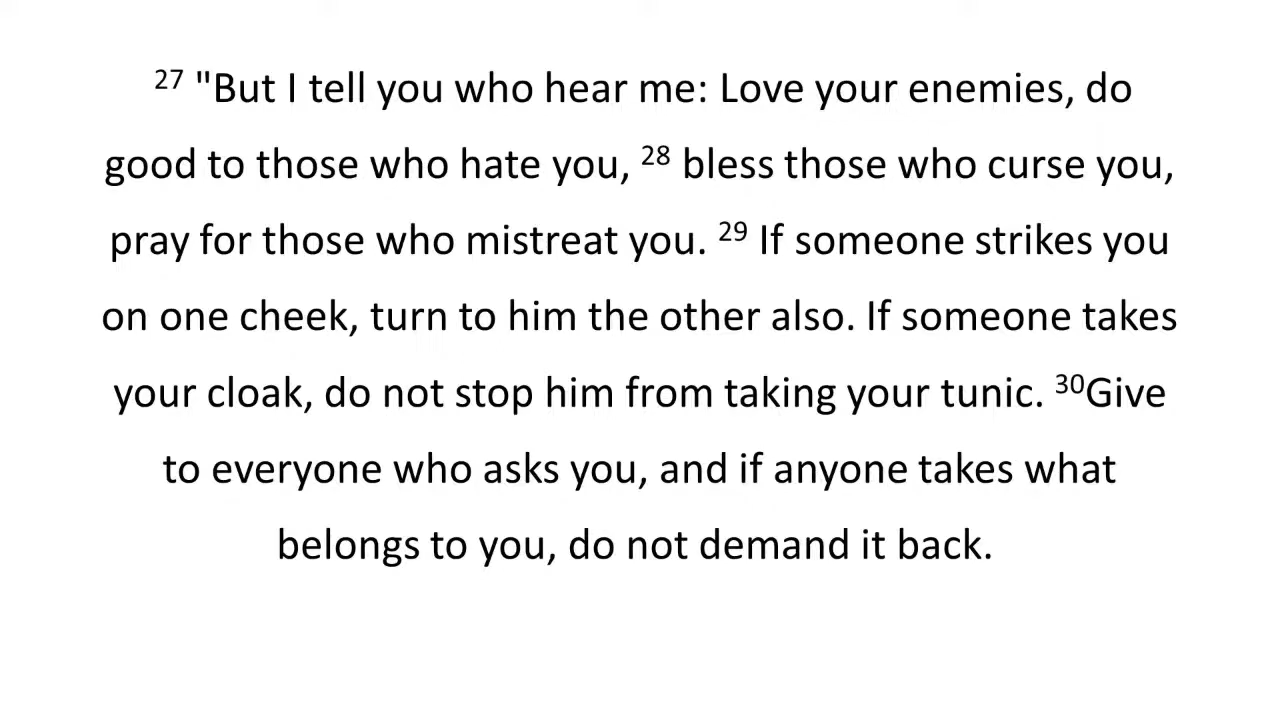 27 "But I tell you who hear me: Love your enemies, do
good to those who hate you, 28 bless those who curse you,
pray for those who mistreat you. 29 If someone strikes you
on one cheek, turn to him the other also. If someone takes
your cloak, do not stop him from taking your tunic. 30Give
to everyone who asks you, and if anyone takes what
belongs to you, do not demand it back.